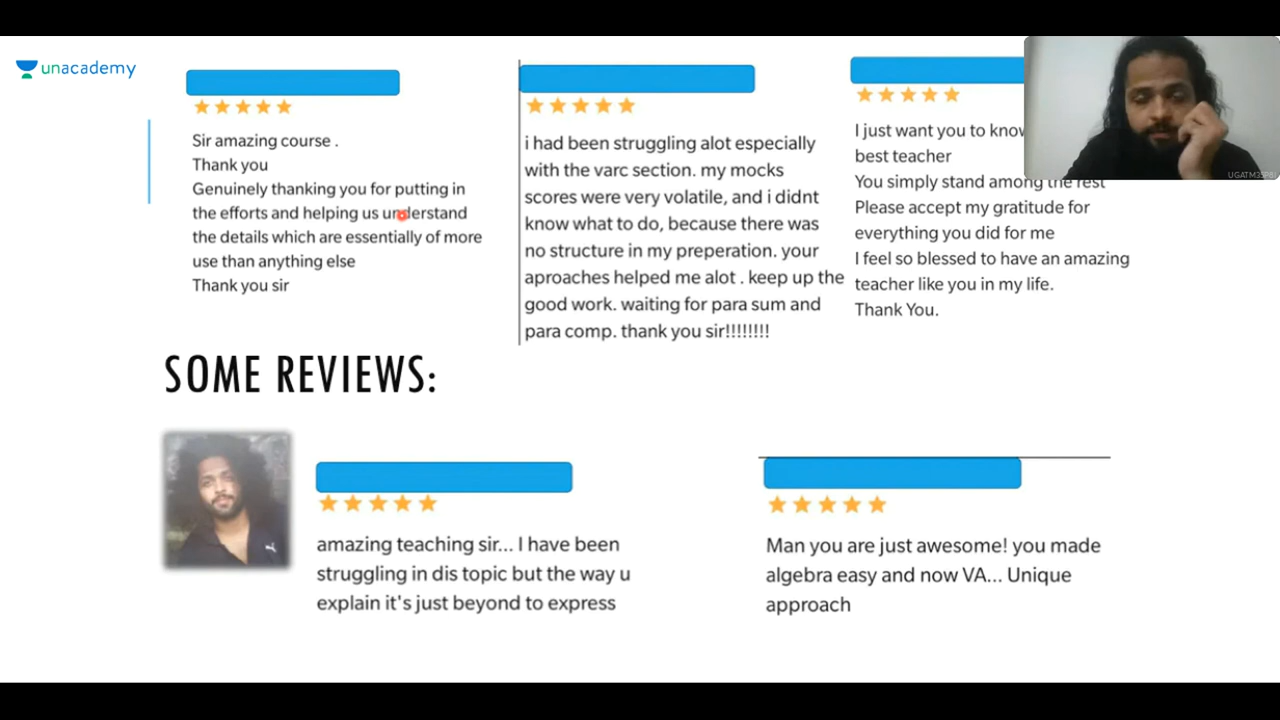 unacademy
Sir amazing course .
Thank you
Genuinely thanking you for putting in
the efforts and helping us understand
the details which are essentially of more
use than anything else
Thank you sir
i had been struggling alot especially
with the varc section. my mocks
scores were very volatile, and i didnt
know what to do, because there was
no structure in my preperation. your
aproaches helped me alot . keep up the
good work. waiting for para sum and
para comp. thank you sir!!!!!!!!
I just want you to know
best teacher
You simply stand among the rest
Please accept my gratitude for
everything you did for me
I feel so blessed to have an amazing
teacher like you in my life.
Thank You.
SOME REVIEWS:
amazing teaching sir... I have been
struggling in dis topic but the way u
explain it's just beyond to express
Man you are just awesome! you made
algebra easy and now VA... Unique
approach